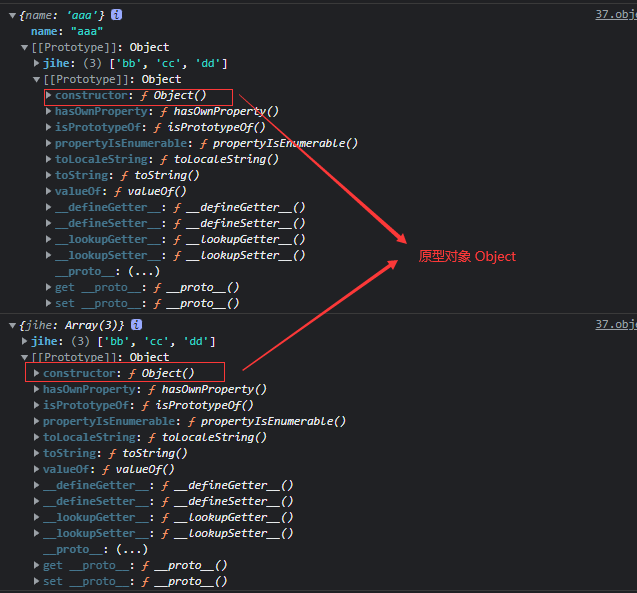 {name: 'aaa'} i 37.obje
name: "aaa"
[[Prototype]]: Object
jihe: (3) ['bb', 'cc', 'dd']
[[Prototype]]: Object
constructor: ƒ Object()
hasOwnProperty: ƒ hasOwnProperty()
isPrototypeOf: ƒ isPrototypeOf()
propertyIsEnumerable: ƒ propertyIsEnumerable()
toLocaleString: ƒ toLocaleString()
toString: ƒ toString()
valueOf: ƒ valueOf()
__defineGetter__: ƒ __defineGetter__()
__defineSetter__: ƒ __defineSetter__()
__lookupGetter__: ƒ __lookupGetter__()
__lookupSetter__: ƒ __lookupSetter__()
__proto__: (...)
get __proto__: ƒ __proto__()
set __proto__: ƒ __proto__()
原型对象 Object
{jihe: Array(3)} i 37.obje
jihe: (3) ['bb', 'cc', 'dd']
[[Prototype]]: Object
constructor: ƒ Object()
hasOwnProperty: ƒ hasOwnProperty()
isPrototypeOf: ƒ isPrototypeOf()
propertyIsEnumerable: ƒ propertyIsEnumerable()
toLocaleString: ƒ toLocaleString()
toString: ƒ toString()
valueOf: ƒ valueOf()
__defineGetter__: ƒ __defineGetter__()
__defineSetter__: ƒ __defineSetter__()
__lookupGetter__: ƒ __lookupGetter__()
__lookupSetter__: ƒ __lookupSetter__()
__proto__: (...)
get __proto__: ƒ __proto__()
set __proto__: ƒ __proto__()